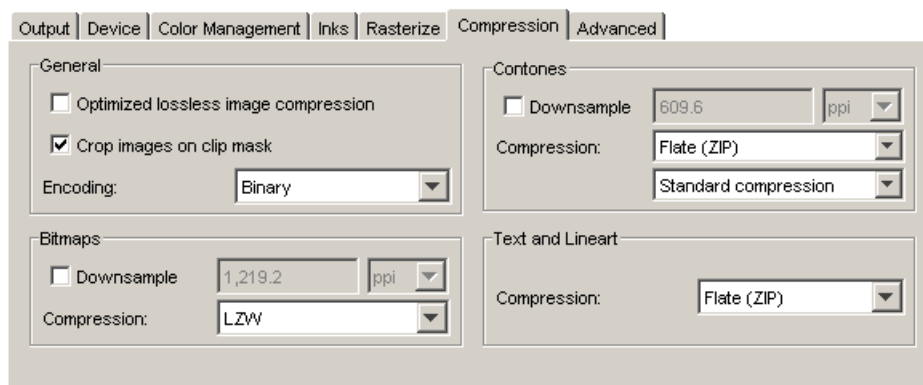 Output Device Color Management Inks Rasterize Compression Advanced
General
Optimized lossless image compression
Crop images on clip mask
Encoding: Binary
Contones
Downsample 609.6 ppi
Compression: Flate (ZIP)
Standard compression
Bitmaps
Downsample 1,219.2 ppi
Compression: LZW
Text and Lineart
Compression: Flate (ZIP)